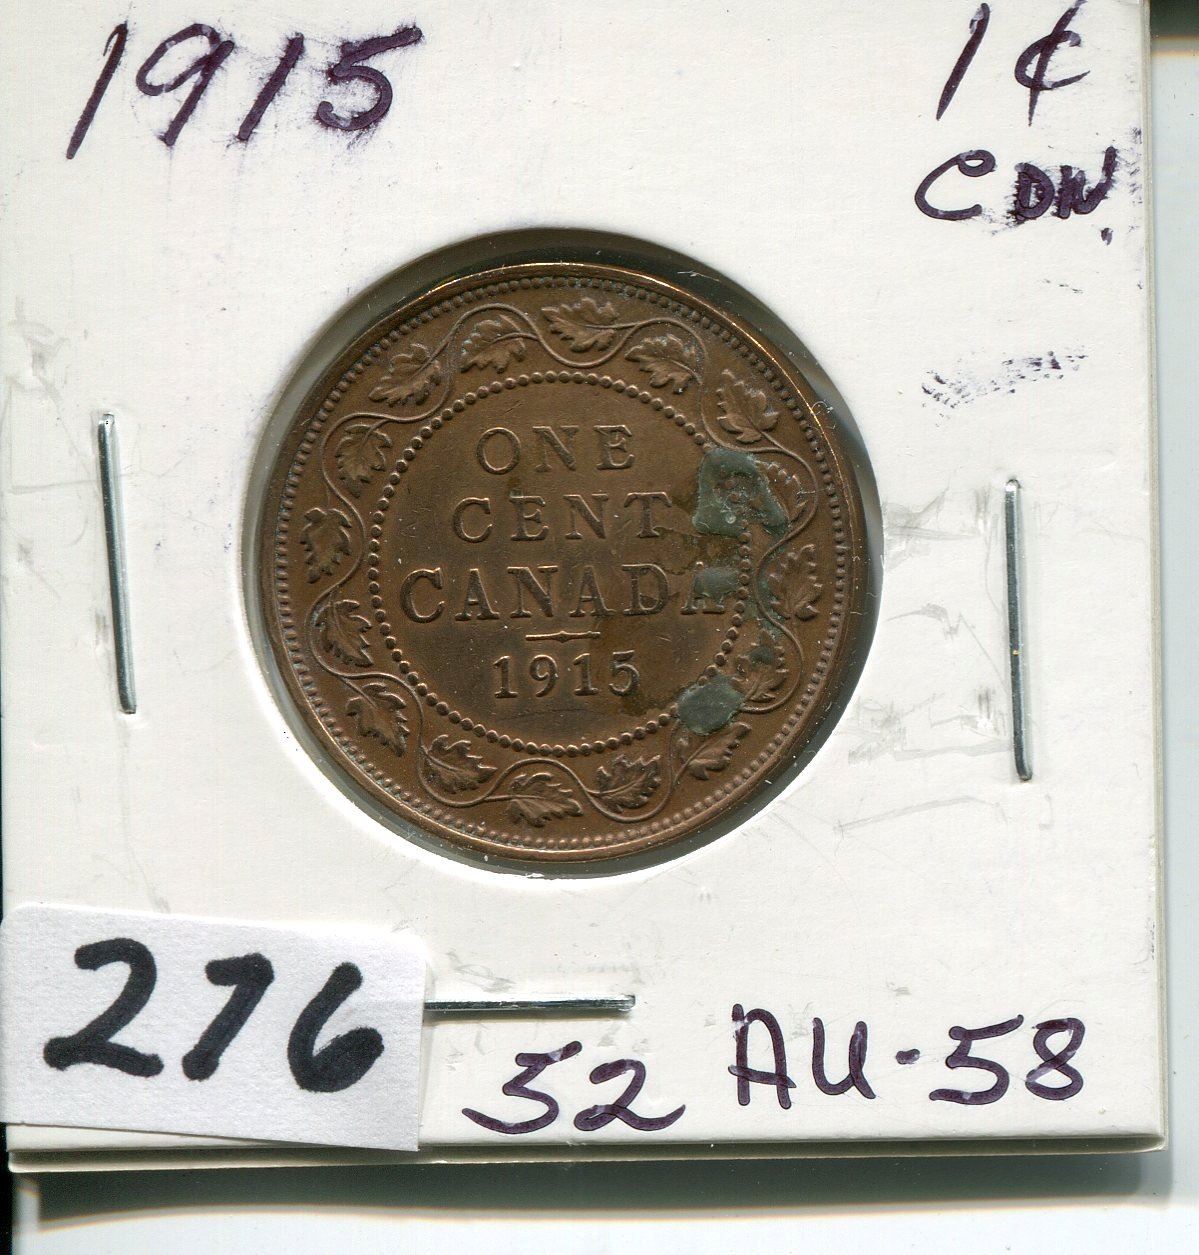 1915
1¢
CDN.
ONE
CENT
CANADA
1915
276
52 AU-58